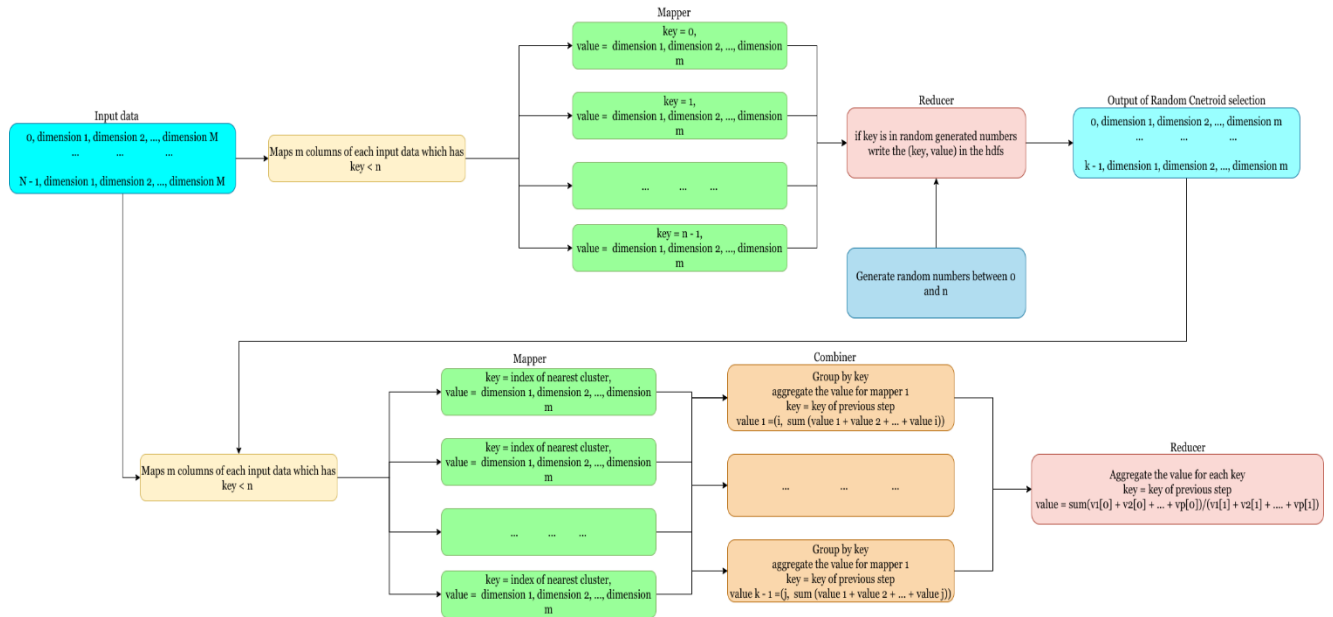 Mapper
key = 0,
value = dimension 1, dimension 2, ..., dimension
m
key = 1,
value = dimension 1, dimension 2, ..., dimension
m
... ... ...
key = n - 1,
value = dimension 1, dimension 2, ..., dimension
m
Input data
0, dimension 1, dimension 2, ..., dimension M
... ... ...
N - 1, dimension 1, dimension 2, ..., dimension M
Maps m columns of each input data which has
key < n
Reducer
if key is in random generated numbers
write the (key, value) in the hdfs
Generate random numbers between 0
and n
Output of Random Cnetroid selection
0, dimension 1, dimension 2, ..., dimension m
... ... ...
k - 1, dimension 1, dimension 2, ..., dimension m
Maps m columns of each input data which has
key < n
Mapper
key = index of nearest cluster,
value = dimension 1, dimension 2, ..., dimension
m
key = index of nearest cluster,
value = dimension 1, dimension 2, ..., dimension
m
... ... ...
key = index of nearest cluster,
value = dimension 1, dimension 2, ..., dimension
m
Combiner
Group by key
aggregate the value for mapper 1
key = key of previous step
value 1 =(i, sum (value 1 + value 2 + ... + value i))
... ... ...
Group by key
aggregate the value for mapper 1
key = key of previous step
value k - 1 =(j, sum (value 1 + value 2 + ... + value j))
Reducer
Aggregate the value for each key
key = key of previous step
value = sum(v1[0] + v2[0] + ... + vp[0])/(v1[1] + v2[1] + .... + vp[1])